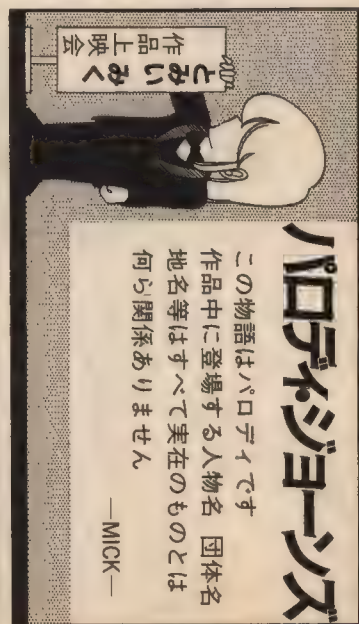 パロディ・ジョーンズ
この物語はパロディです
作品中に登場する人物名 団体名
地名等はすべて実在のものとは
何ら関係ありません
—MICK—
とみいみく
作品上映会